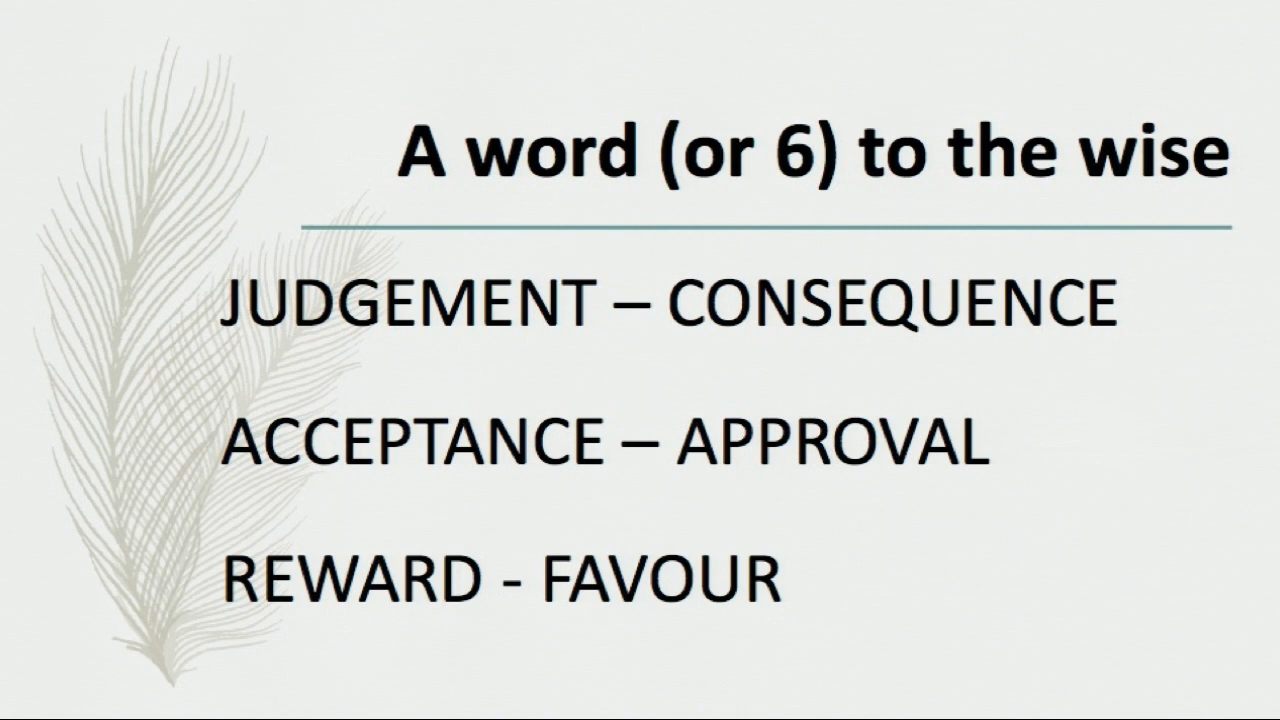 A word (or 6) to the wise
JUDGEMENT – CONSEQUENCE
ACCEPTANCE – APPROVAL
REWARD - FAVOUR